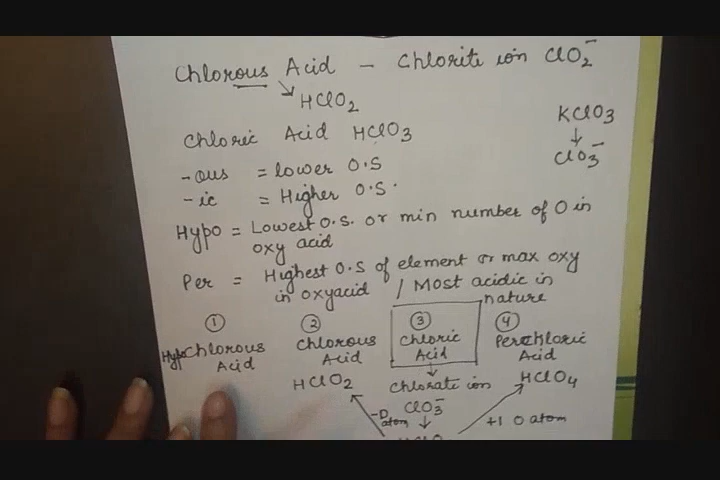 Chlorous Acid – Chlorite ion ClO₂⁻
↘ HClO₂
KClO₃
↓
ClO₃⁻
Chloric Acid HClO₃
-ous = lower O.S
-ic = Higher O.S.
Hypo = Lowest O.S. or min number of O in
oxy acid
Per = Highest O.S of element or max oxy
in oxyacid / Most acidic in
nature
① ② ③ ④
HypoChlorous Chlorous Chloric Perchloric
Acid Acid Acid Acid
HClO₂ ↓ HClO₄
Chlorate ion
ClO₃⁻
-O atom ↓ +1 O atom